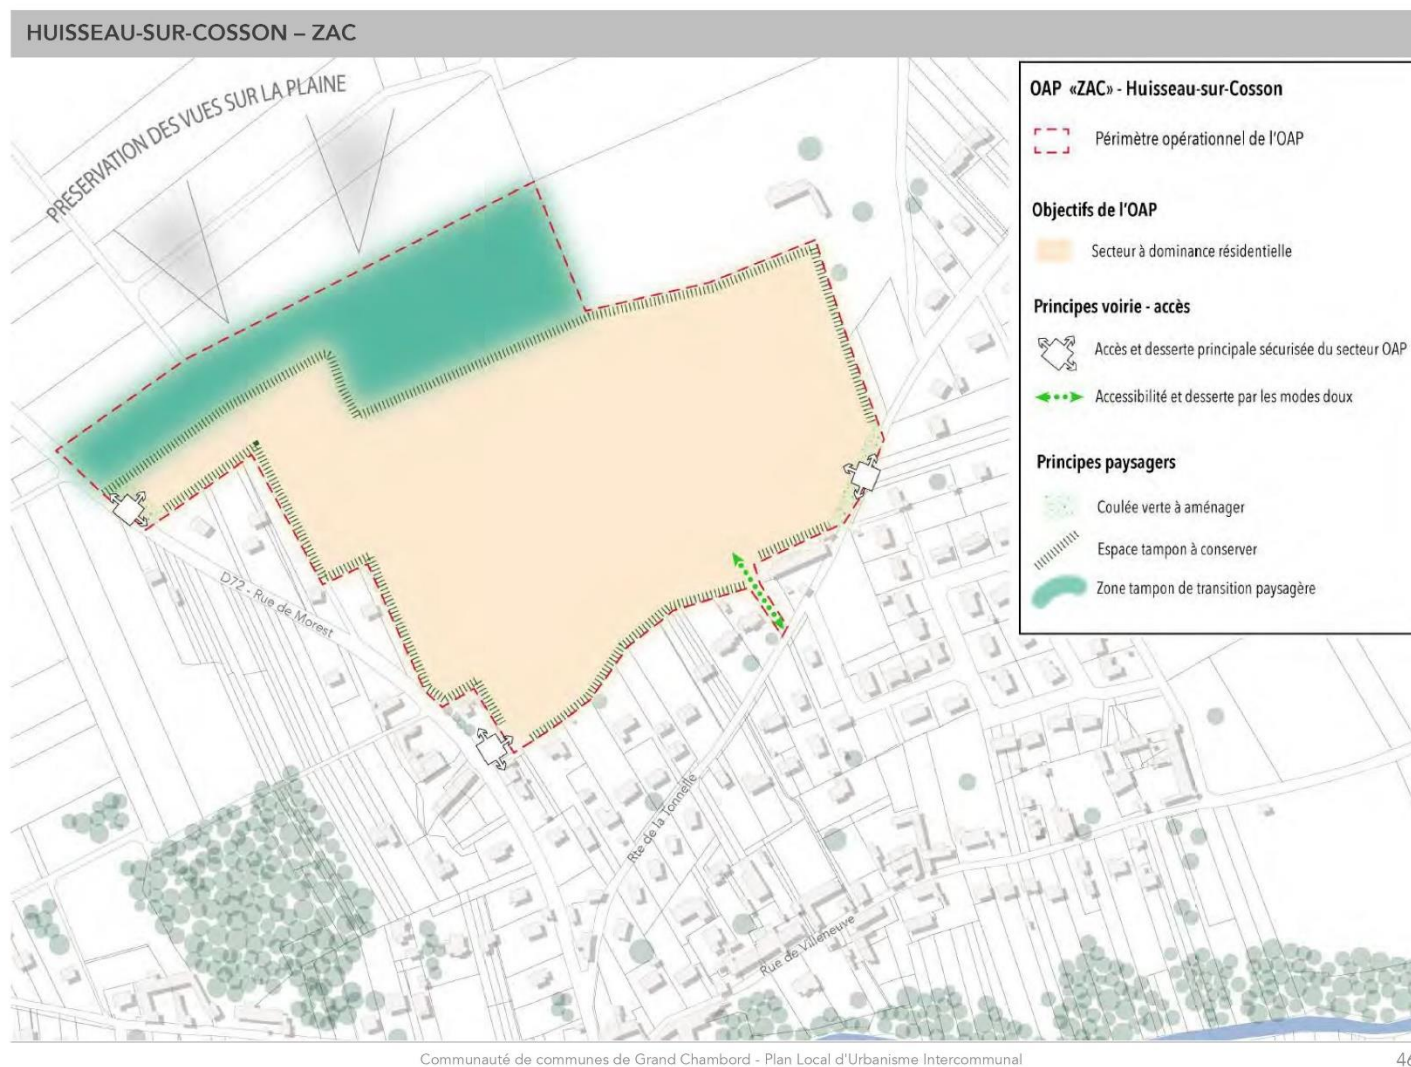 HUISSEAU-SUR-COSSON – ZAC
PRESERVATION DES VUES SUR LA PLAINE
OAP «ZAC» - Huisseau-sur-Cosson
Périmètre opérationnel de l'OAP
Objectifs de l'OAP
Secteur à dominance résidentielle
Principes voirie - accès
Accès et desserte principale sécurisée du secteur OAP
Accessibilité et desserte par les modes doux
Principes paysagers
Coulée verte à aménager
Espace tampon à conserver
Zone tampon de transition paysagère
D72 - Rue de Morest
Rte de la Tonnelle
Rue de Villeneuve
Communauté de communes de Grand Chambord - Plan Local d'Urbanisme Intercommunal
46